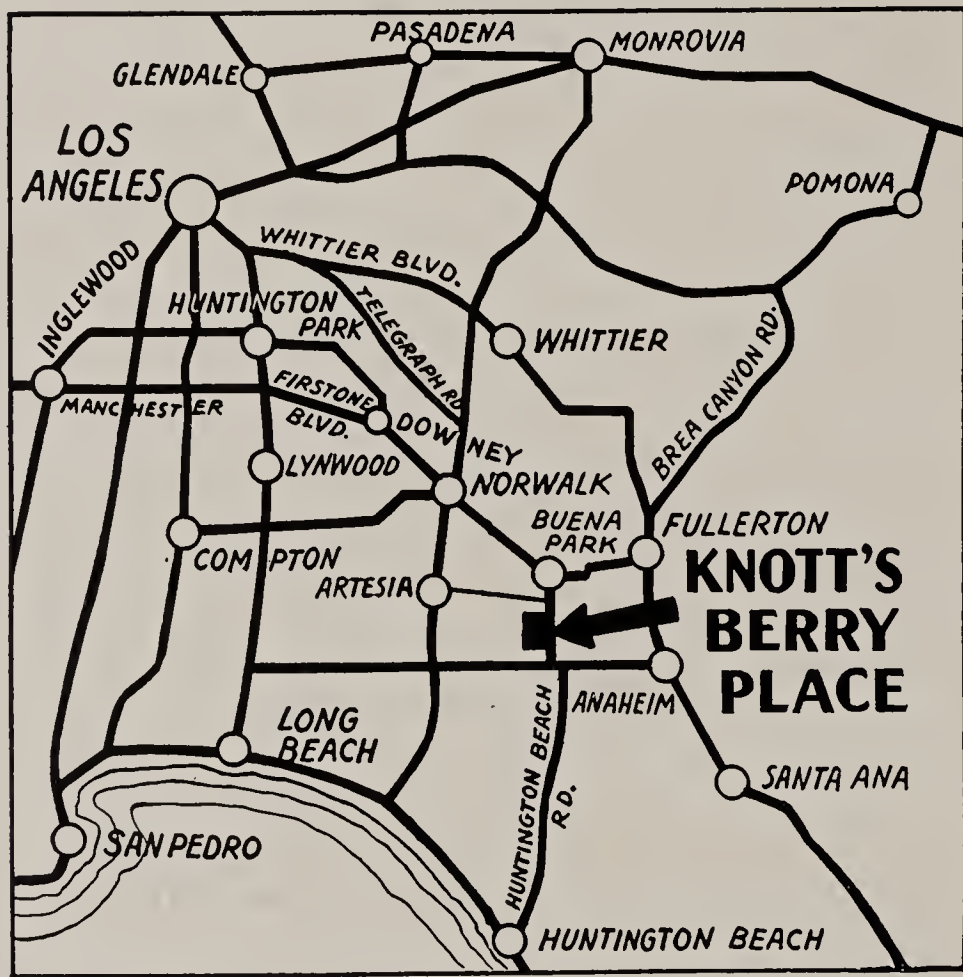 PASADENA
MONROVIA
GLENDALE
LOS
ANGELES
POMONA
WHITTIER BLVD.
INGLEWOOD
HUNTINGTON
PARK
TELEGRAPH RD
WHITTIER
BREA CANYON RD.
MANCHESTER
FIRSTONE
BLVD.
DOWNEY
LYNWOOD
NORWALK
BUENA
PARK
FULLERTON
COMPTON
ARTESIA
KNOTT'S
BERRY
PLACE
ANAHEIM
HUNTINGTON BEACH
RD.
LONG
BEACH
SANTA ANA
SAN PEDRO
HUNTINGTON BEACH